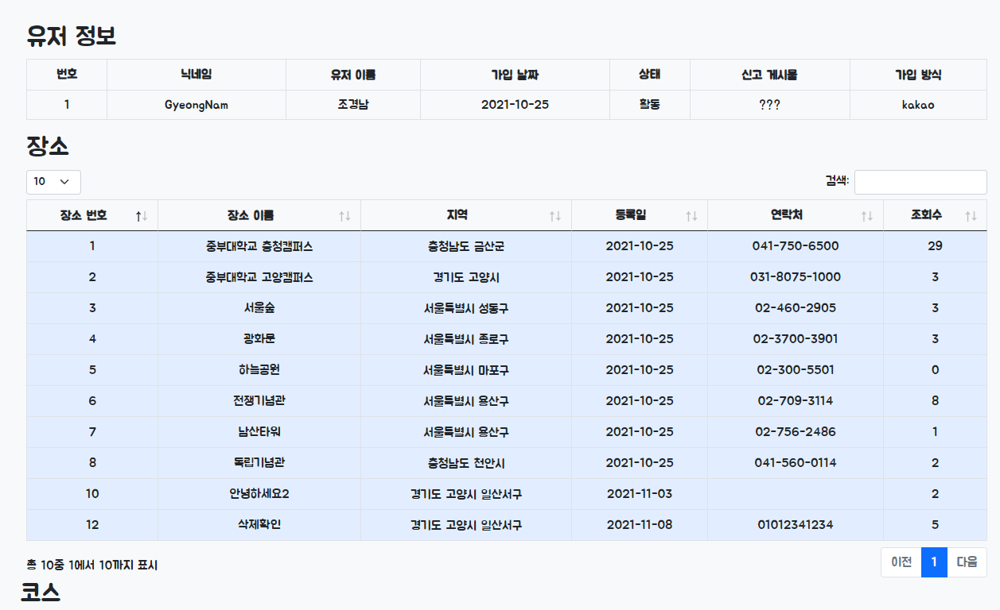 유저 정보
번호 닉네임 유저 이름 가입 날짜 상태 신고 게시물 가입 방식
1 GyeongNam 조경남 2021-10-25 활동 ??? kakao
장소
10 검색:
장소 번호 장소 이름 지역 등록일 연락처 조회수
1 중부대학교 충청캠퍼스 충청남도 금산군 2021-10-25 041-750-6500 29
2 중부대학교 고양캠퍼스 경기도 고양시 2021-10-25 031-8075-1000 3
3 서울숲 서울특별시 성동구 2021-10-25 02-460-2905 3
4 광화문 서울특별시 종로구 2021-10-25 02-3700-3901 3
5 하늘공원 서울특별시 마포구 2021-10-25 02-300-5501 0
6 전쟁기념관 서울특별시 용산구 2021-10-25 02-709-3114 8
7 남산타워 서울특별시 용산구 2021-10-25 02-756-2486 1
8 독립기념관 충청남도 천안시 2021-10-25 041-560-0114 2
10 안녕하세요2 경기도 고양시 일산서구 2021-11-03 2
12 삭제확인 경기도 고양시 일산서구 2021-11-08 01012341234 5
총 10중 1에서 10까지 표시 이전 1 다음
코스